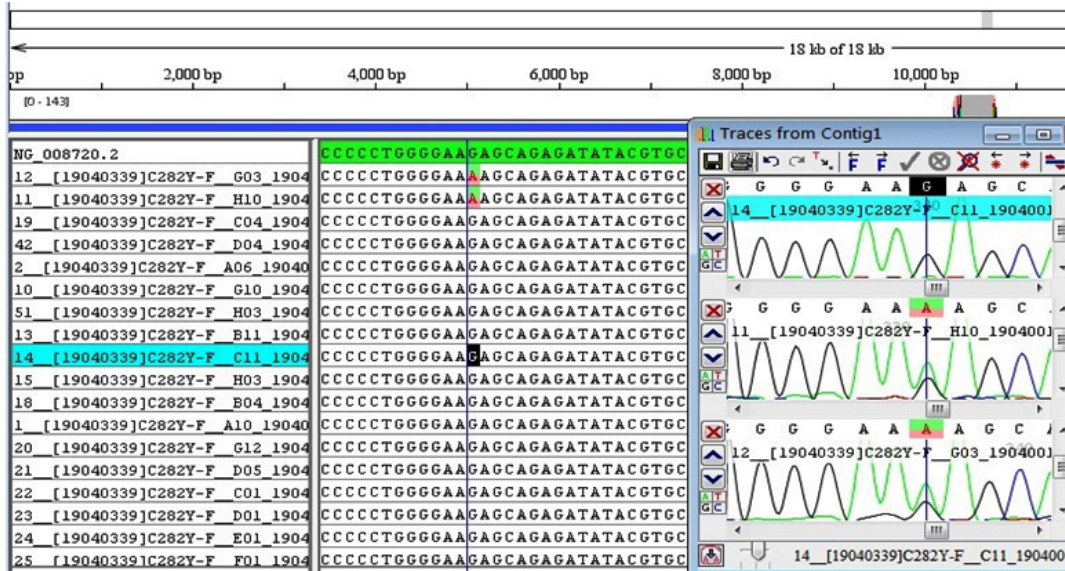 18 kb of 18 kb
2,000 bp 4,000 bp 6,000 bp 8,000 bp 10,000 bp
[0 - 143]
NG_008720.2 CCCCCTGGGGAAGAGCAGAGATATACGTGC
12__[19040339]C282Y-F__G03_1904 CCCCCTGGGGAAAAGCAGAGATATACGTGC
11__[19040339]C282Y-F__H10_1904 CCCCCTGGGGAAAAGCAGAGATATACGTGC
19__[19040339]C282Y-F__C04_1904 CCCCCTGGGGAAGAGCAGAGATATACGTGC
42__[19040339]C282Y-F__D04_1904 CCCCCTGGGGAAGAGCAGAGATATACGTGC
2__[19040339]C282Y-F__A06_19040 CCCCCTGGGGAAGAGCAGAGATATACGTGC
10__[19040339]C282Y-F__G10_1904 CCCCCTGGGGAAGAGCAGAGATATACGTGC
51__[19040339]C282Y-F__H03_1904 CCCCCTGGGGAAGAGCAGAGATATACGTGC
13__[19040339]C282Y-F__B11_1904 CCCCCTGGGGAAGAGCAGAGATATACGTGC
14__[19040339]C282Y-F__C11_1904 CCCCCTGGGGAAGAGCAGAGATATACGTGC
15__[19040339]C282Y-F__H03_1904 CCCCCTGGGGAAGAGCAGAGATATACGTGC
18__[19040339]C282Y-F__B04_1904 CCCCCTGGGGAAGAGCAGAGATATACGTGC
1__[19040339]C282Y-F__A10_19040 CCCCCTGGGGAAGAGCAGAGATATACGTGC
20__[19040339]C282Y-F__G12_1904 CCCCCTGGGGAAGAGCAGAGATATACGTGC
21__[19040339]C282Y-F__D05_1904 CCCCCTGGGGAAGAGCAGAGATATACGTGC
22__[19040339]C282Y-F__C01_1904 CCCCCTGGGGAAGAGCAGAGATATACGTGC
23__[19040339]C282Y-F__D01_1904 CCCCCTGGGGAAGAGCAGAGATATACGTGC
24__[19040339]C282Y-F__E01_1904 CCCCCTGGGGAAGAGCAGAGATATACGTGC
25__[19040339]C282Y-F__F01_1904 CCCCCTGGGGAAGAGCAGAGATATACGTGC
Traces from Contig1
G G G G A A G A G C
14__[19040339]C282Y-F__C11_1904001
A T
G C
G G G G A A A A G C
11__[19040339]C282Y-F__H10_1904001
A T
G C
G G G G A A A A G C
12__[19040339]C282Y-F__G03_1904001
A T
G C
14__[19040339]C282Y-F__C11_190400